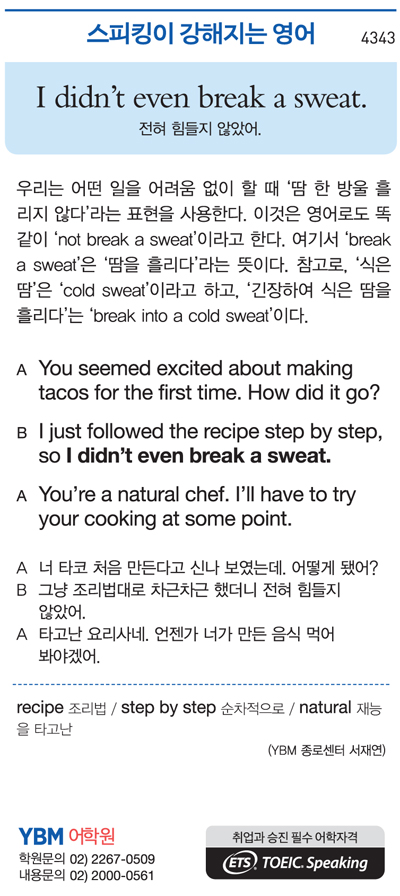 스피킹이 강해지는 영어
4343
I didn't even break a sweat.
전혀 힘들지 않았어.
우리는 어떤 일을 어려움 없이 할 때 ‘땀 한 방울 흘
리지 않다’라는 표현을 사용한다. 이것은 영어로도 똑
같이 ‘not break a sweat’이라고 한다. 여기서 ‘break
a sweat’은 ‘땀을 흘리다’라는 뜻이다. 참고로, ‘식은
땀’은 ‘cold sweat’이라고 하고, ‘긴장하여 식은 땀을
흘리다’는 ‘break into a cold sweat’이다.
A You seemed excited about making
tacos for the first time. How did it go?
B I just followed the recipe step by step,
so I didn't even break a sweat.
A You're a natural chef. I'll have to try
your cooking at some point.
A 너 타코 처음 만든다고 신나 보였는데. 어떻게 됐어?
B 그냥 조리법대로 차근차근 했더니 전혀 힘들지
않았어.
A 타고난 요리사네. 언젠가 너가 만든 음식 먹어
봐야겠어.
recipe 조리법 / step by step 순차적으로 / natural 재능
을 타고난
(YBM 종로센터 서재연)
YBM 어학원
학원문의 02) 2267-0509
내용문의 02) 2000-0561
취업과 승진 필수 어학자격
ETS TOEIC. Speaking